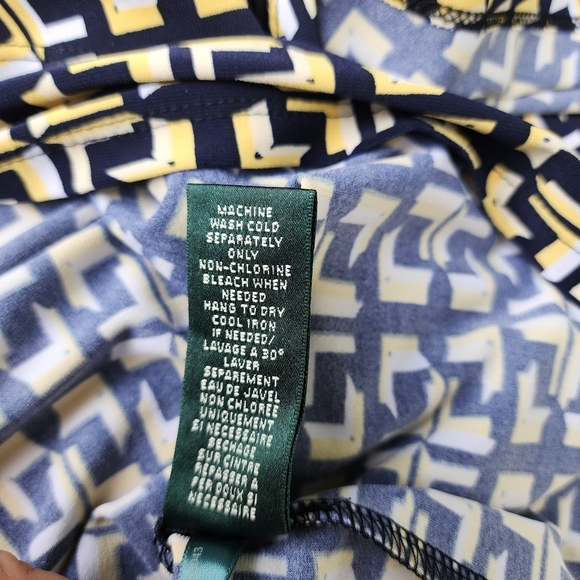 MACHINE
WASH COLD
SEPARATELY
ONLY
NON-CHLORINE
BLEACH WHEN
NEEDED
HANG TO DRY
COOL IRON
IF NEEDED/
LAVAGE A 30°
LAVER
SEPAREMENT
EAU DE JAVEL
NON CHLOREE
UNIQUEMENT
SI NECESSAIRE
SECHAGE
SUR CINTRE
REPASSER A
FER DOUX SI
NECESSAIRE